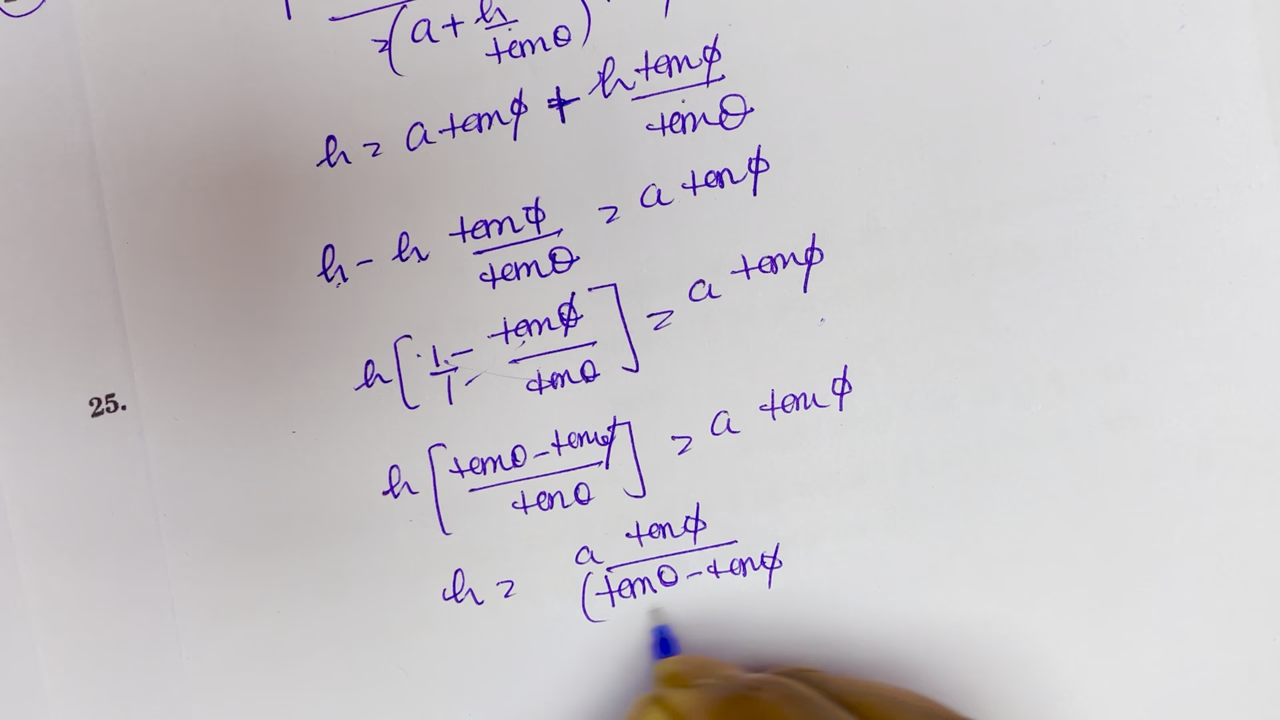 =(a + h/tanθ)
h = a tanφ + h tanφ/tanθ
h - h tanφ/tanθ = a tanφ
h[1/1 - tanφ/tanθ] = a tanφ
25.
h[tanθ - tanφ/tanθ] = a tanφ
h = a tanφ/(tanθ - tanφ